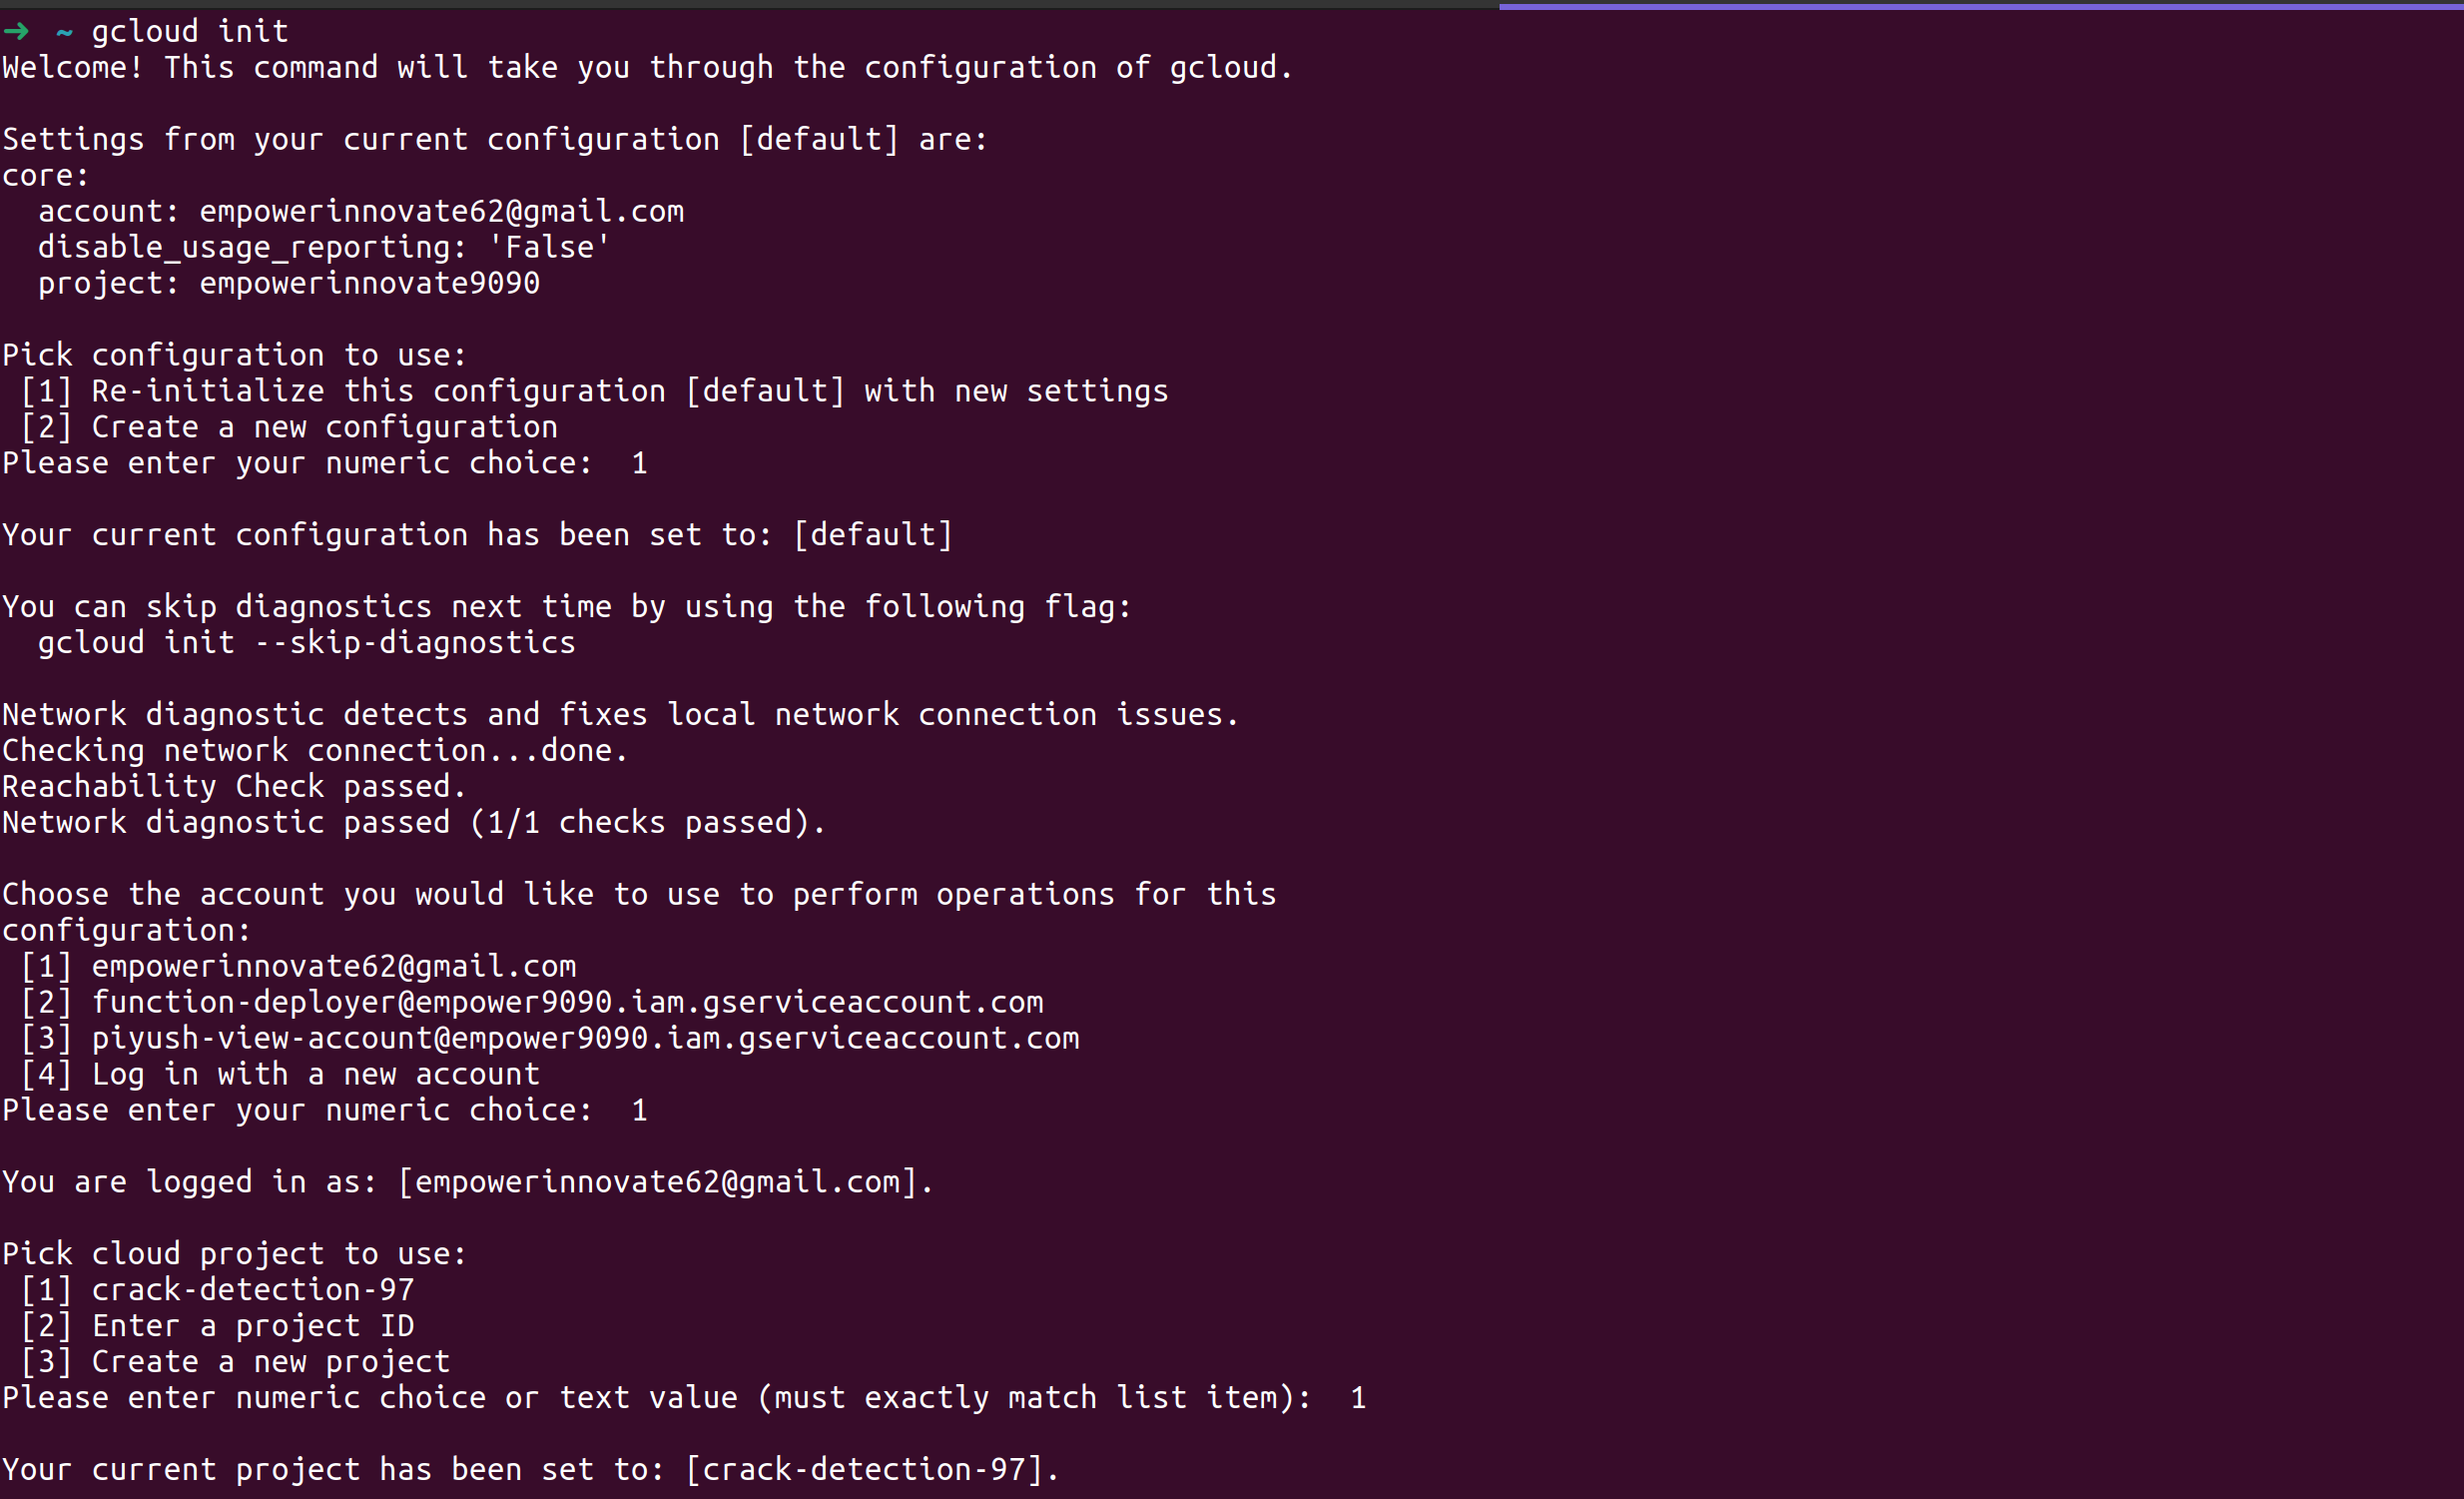 ➜ ~ gcloud init
Welcome! This command will take you through the configuration of gcloud.
Settings from your current configuration [default] are:
core:
  account: empowerinnovate62@gmail.com
  disable_usage_reporting: 'False'
  project: empowerinnovate9090
Pick configuration to use:
 [1] Re-initialize this configuration [default] with new settings
 [2] Create a new configuration
Please enter your numeric choice:  1
Your current configuration has been set to: [default]
You can skip diagnostics next time by using the following flag:
  gcloud init --skip-diagnostics
Network diagnostic detects and fixes local network connection issues.
Checking network connection...done.
Reachability Check passed.
Network diagnostic passed (1/1 checks passed).
Choose the account you would like to use to perform operations for this
configuration:
 [1] empowerinnovate62@gmail.com
 [2] function-deployer@empower9090.iam.gserviceaccount.com
 [3] piyush-view-account@empower9090.iam.gserviceaccount.com
 [4] Log in with a new account
Please enter your numeric choice:  1
You are logged in as: [empowerinnovate62@gmail.com].
Pick cloud project to use:
 [1] crack-detection-97
 [2] Enter a project ID
 [3] Create a new project
Please enter numeric choice or text value (must exactly match list item):  1
Your current project has been set to: [crack-detection-97].